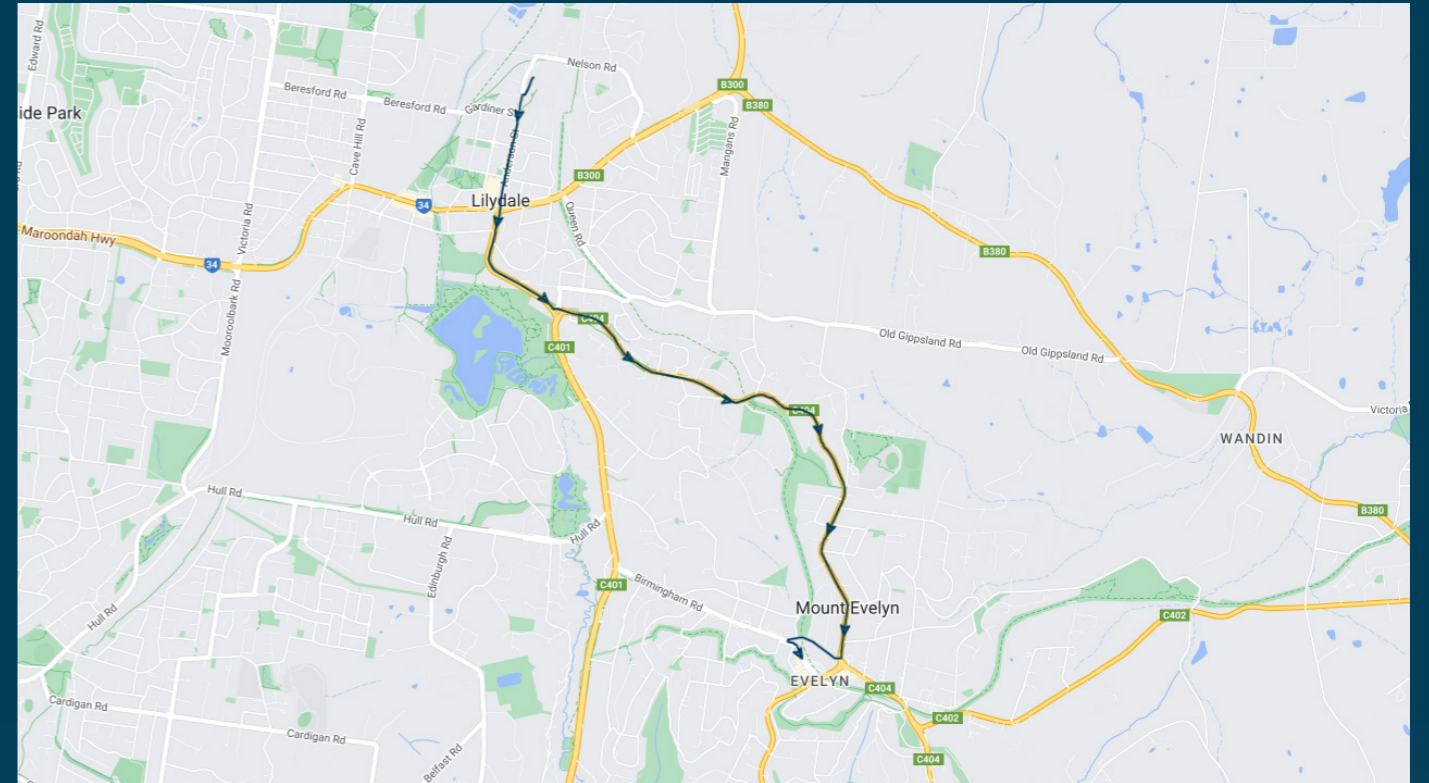 Edward Rd
Nelson Rd
B300
Beresford Rd
Beresford Rd
Gardiner St
B380
side Park
Cave Hill Rd
Anderson St
Mangans Rd
B300
Lilydale
34
Victoria Rd
Queen Rd
Maroondah Hwy
34
B380
Mooroolbark Rd
C404
Old Gippsland Rd
C401
Old Gippsland Rd
C404
Victoria
WANDIN
Hull Rd
Hull Rd
Hull Rd
B380
Edinburgh Rd
C401
Birmingham Rd
Mount Evelyn
Hull Rd
C402
EVELYN
C404
Cardigan Rd
C402
Cardigan Rd
Belfast Rd
C404